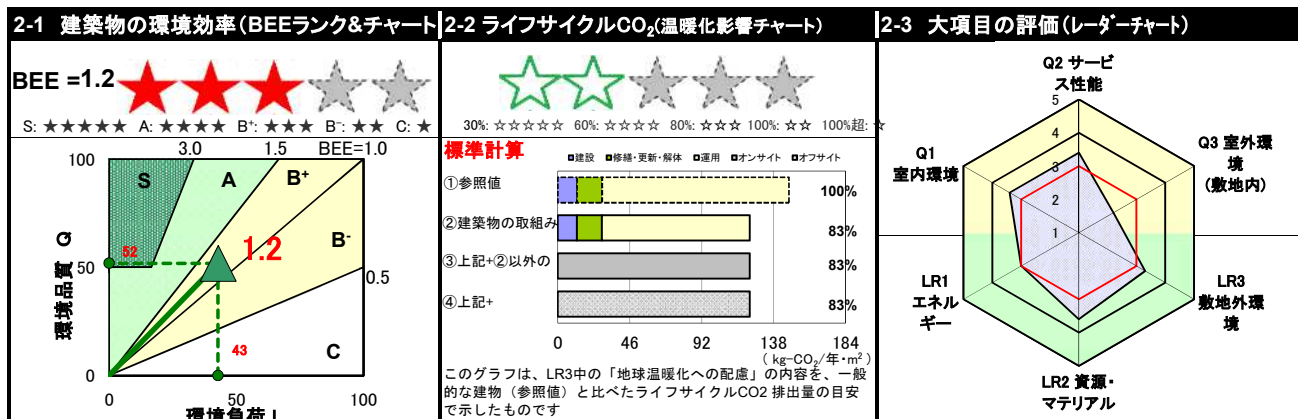 2-1 建築物の環境効率(BEEランク&チャート
BEE =1.2
S: ★★★★★ A: ★★★★ B⁺: ★★★ B⁻: ★★ C: ★
3.0 1.5 BEE=1.0
100
S
A
B⁺
B⁻
C
52
1.2
50
0.5
43
0
環境品質 Q
0 50 100
環境負荷 L
2-2 ライフサイクルCO₂(温暖化影響チャート)
30%: ☆☆☆☆☆ 60%: ☆☆☆☆ 80%: ☆☆☆ 100%: ☆☆ 100%超: ☆
標準計算
■建設 ■修繕・更新・解体 □運用 ■オンサイト ■オフサイト
①参照値 100%
②建築物の取組み 83%
③上記+②以外の 83%
④上記+ 83%
0 46 92 138 184
( kg-CO₂/年・m² )
このグラフは、LR3中の「地球温暖化への配慮」の内容を、一般
的な建物(参照値)と比べたライフサイクルCO2 排出量の目安
で示したものです
2-3 大項目の評価(レーダーチャート)
Q2 サービ
ス性能
5
4
3
2
1
Q1
室内環境
Q3 室外環
境
(敷地内)
LR1
エネル
ギー
LR3
敷地外環
境
LR2 資源・
マテリアル